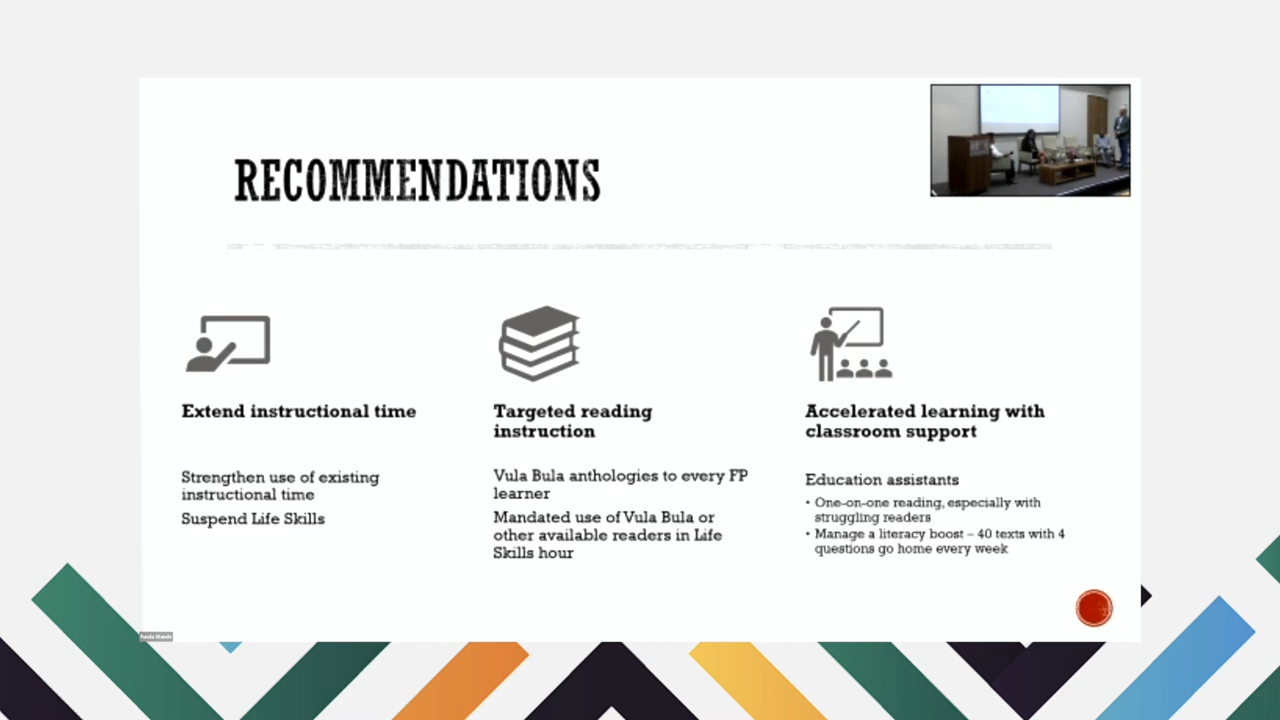 RECOMMENDATIONS
Extend instructional time
Strengthen use of existing
instructional time
Suspend Life Skills
Targeted reading
instruction
Vula Bula anthologies to every FP
learner
Mandated use of Vula Bula or
other available readers in Life
Skills hour
Accelerated learning with
classroom support
Education assistants
• One-on-one reading, especially with
struggling readers
• Manage a literacy boost – 40 texts with 4
questions go home every week
Funda Wande